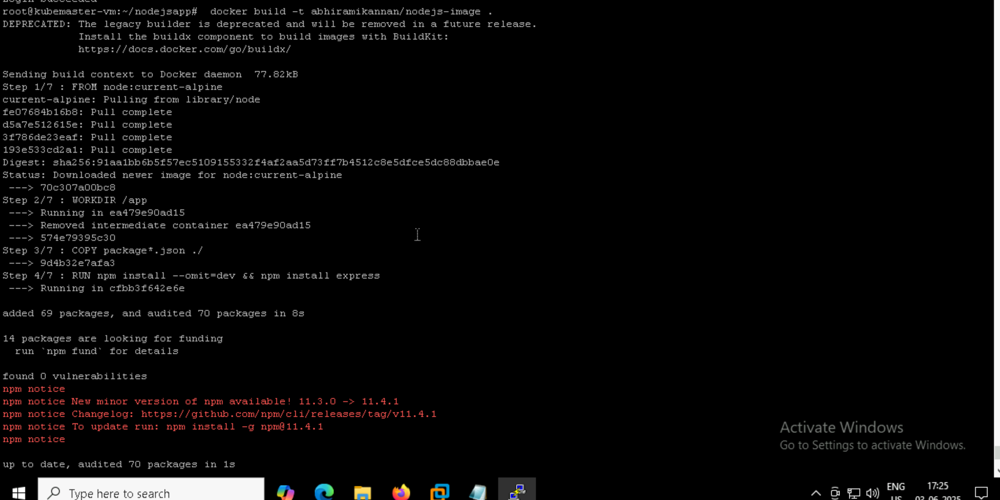 Login Succeeded
root@kubemaster-vm:~/nodejsapp#  docker build -t abhiramikannan/nodejs-image .
DEPRECATED: The legacy builder is deprecated and will be removed in a future release.
            Install the buildx component to build images with BuildKit:
            https://docs.docker.com/go/buildx/

Sending build context to Docker daemon  77.82kB
Step 1/7 : FROM node:current-alpine
current-alpine: Pulling from library/node
fe07684b16b8: Pull complete
d5a7e512615e: Pull complete
3f786de23eaf: Pull complete
193e533cd2a1: Pull complete
Digest: sha256:91aa1bb6b5f57ec5109155332f4af2aa5d73ff7b4512c8e5dfce5dc88dbbae0e
Status: Downloaded newer image for node:current-alpine
 ---> 70c307a00bc8
Step 2/7 : WORKDIR /app
 ---> Running in ea479e90ad15
 ---> Removed intermediate container ea479e90ad15
 ---> 574e79395c30
Step 3/7 : COPY package*.json ./
 ---> 9d4b32e7afa3
Step 4/7 : RUN npm install --omit=dev && npm install express
 ---> Running in cfbb3f642e6e

added 69 packages, and audited 70 packages in 8s

14 packages are looking for funding
  run `npm fund` for details

found 0 vulnerabilities
npm notice
npm notice New minor version of npm available! 11.3.0 -> 11.4.1
npm notice Changelog: https://github.com/npm/cli/releases/tag/v11.4.1
npm notice To update run: npm install -g npm@11.4.1
npm notice

up to date, audited 70 packages in 1s
Activate Windows
Go to Settings to activate Windows.
Type here to search
ENG
US
17:25
03-06-2025